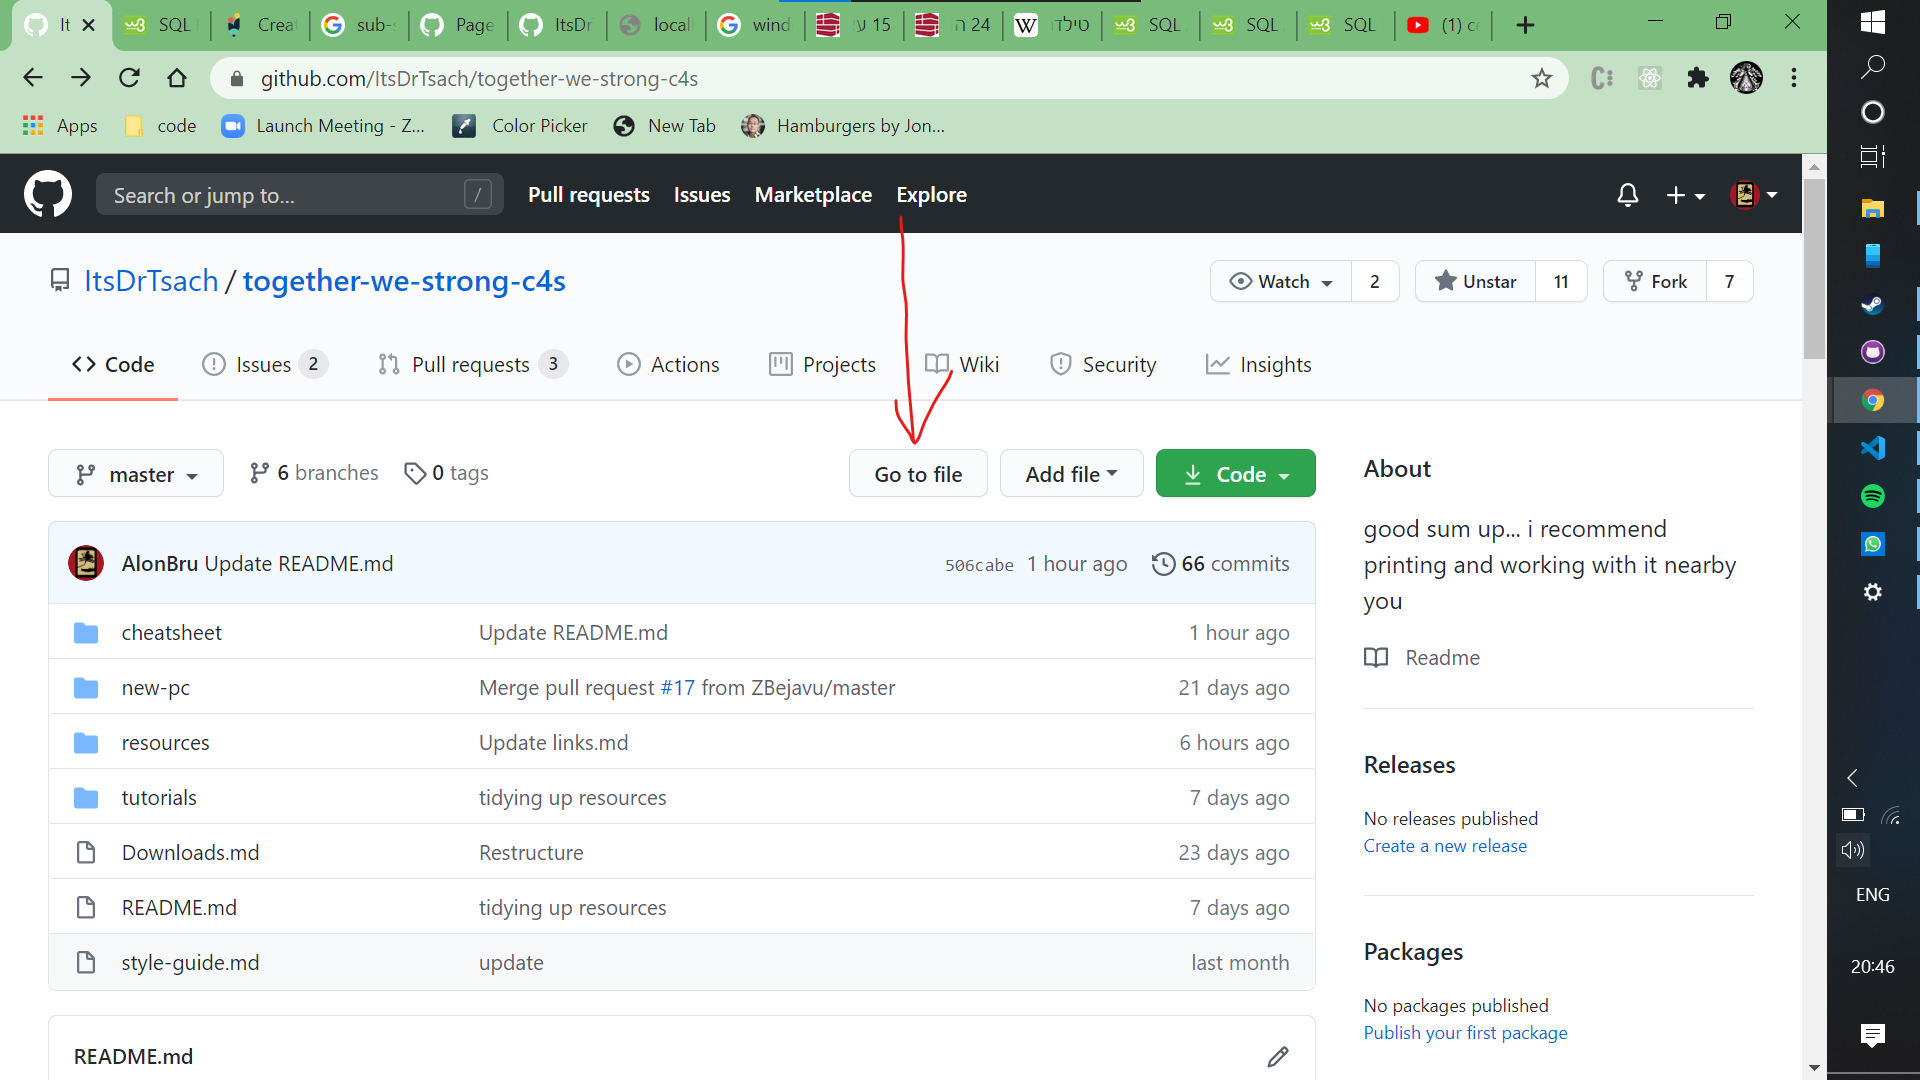 It
SQL
Creat
sub-s
Page
ItsDr
locall
wind
15 ע
24 ה
טילדו
SQL
SQL
SQL
(1) ce
github.com/ItsDrTsach/together-we-strong-c4s
Apps
code
Launch Meeting - Z...
Color Picker
New Tab
Hamburgers by Jon...
Search or jump to...
/
Pull requests
Issues
Marketplace
Explore
ItsDrTsach / together-we-strong-c4s
Watch 2
Unstar 11
Fork 7
Code
Issues 2
Pull requests 3
Actions
Projects
Wiki
Security
Insights
master
6 branches
0 tags
Go to file
Add file
Code
AlonBru Update README.md
506cabe 1 hour ago
66 commits
cheatsheet Update README.md 1 hour ago
new-pc Merge pull request #17 from ZBejavu/master 21 days ago
resources Update links.md 6 hours ago
tutorials tidying up resources 7 days ago
Downloads.md Restructure 23 days ago
README.md tidying up resources 7 days ago
style-guide.md update last month
README.md
About
good sum up... i recommend
printing and working with it nearby
you
Readme
Releases
No releases published
Create a new release
Packages
No packages published
Publish your first package
ENG
20:46